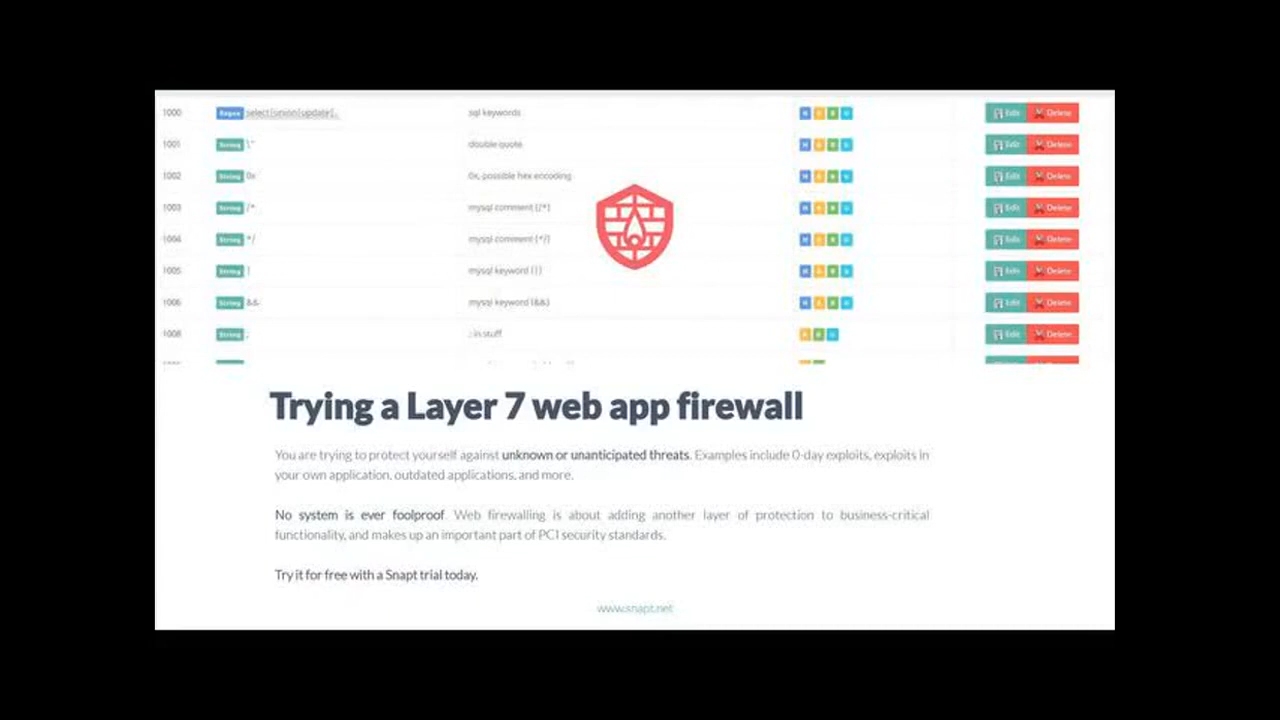 1000 Regex select|union|update|. sql keywords Edit Delete
1001 String \" double quote Edit Delete
1002 String 0x 0x, possible hex encoding Edit Delete
1003 String /* mysql comment (/*) Edit Delete
1004 String */ mysql comment (*/) Edit Delete
1005 String | mysql keyword (|) Edit Delete
1006 String && mysql keyword (&&) Edit Delete
1008 String ; ; in stuff Edit Delete
Trying a Layer 7 web app firewall
You are trying to protect yourself against unknown or unanticipated threats. Examples include 0-day exploits, exploits in
your own application, outdated applications, and more.
No system is ever foolproof. Web firewalling is about adding another layer of protection to business-critical
functionality, and makes up an important part of PCI security standards.
Try it for free with a Snapt trial today.
www.snapt.net